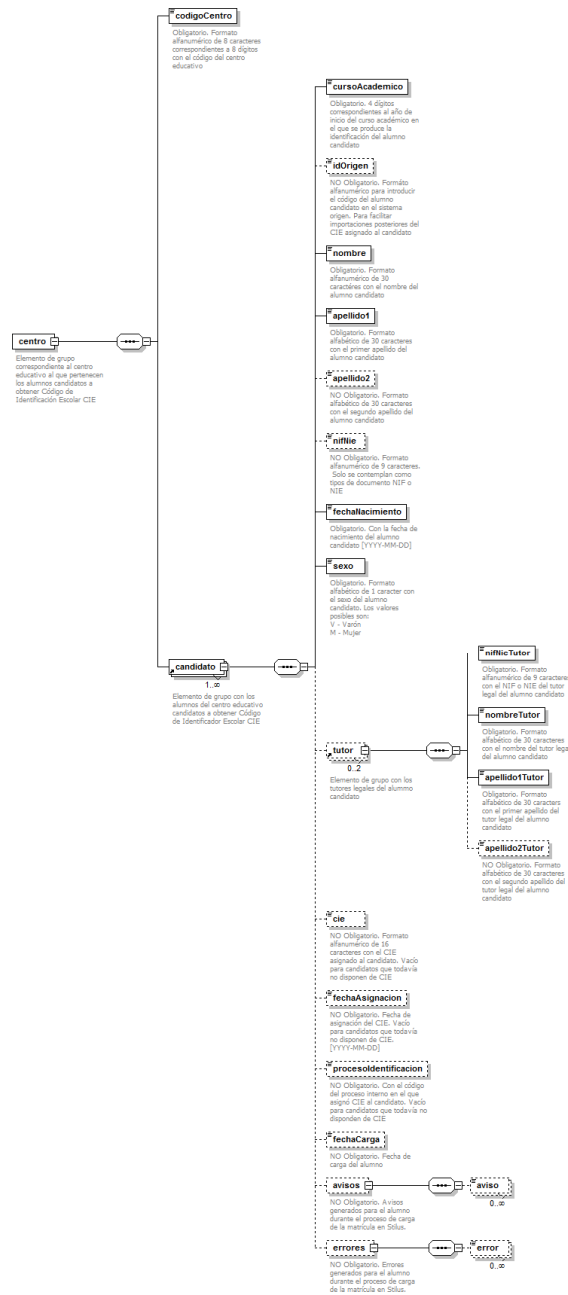 codigoCentro
Obligatorio. Formato
alfanumérico de 8 caracteres
correspondientes a 8 dígitos
con el código del centro
educativo
cursoAcademico
Obligatorio. 4 dígitos
correspondientes al año de
inicio del curso académico en
el que se produce la
identificación del alumno
candidato
idOrigen
NO Obligatorio. Formáto
alfanumérico para introducir
el código del alumno
candidato en el sistema
origen. Para facilitar
importaciones posteriores del
CIE asignado al candidato
nombre
Obligatorio. Formato
alfanumérico de 30
caractéres con el nombre del
alumno candidato
centro
Elemento de grupo
correspondiente al centro
educativo al que pertenecen
los alumnos candidatos a
obtener Código de
Identificación Escolar CIE
apellido1
Obligatorio. Formato
alfabético de 30 caracteres
con el primer apellido del
alumno candidato
apellido2
NO Obligatorio. Formato
alfabético de 30 caracteres
con el segundo apellido del
alumno candidato
nifNie
NO Obligatorio. Formato
alfanumérico de 9 caracteres.
Solo se contemplan como
tipos de documento NIF o
NIE
fechaNacimiento
Obligatorio. Con la fecha de
nacimiento del alumno
candidato [YYYY-MM-DD]
sexo
Obligatorio. Formato
alfabético de 1 caracter con
el sexo del alumno
candidato. Los valores
posibles son:
V - Varón
M - Mujer
candidato
1..∞
Elemento de grupo con los
alumnos del centro educativo
candidatos a obtener Código
de Identificador Escolar CIE
tutor
0..2
Elemento de grupo con los
tutores legales del alummo
candidato
nifNieTutor
Obligatorio. Formato
alfanumérico de 9 caractere
con el NIF o NIE del tutor
legal del alumno candidato
nombreTutor
Obligatorio. Formato
alfabético de 30 caracteres
con el nombre del tutor lega
del alumno candidato
apellido1Tutor
Obligatorio. Formato
alfabético de 30 caracters
con el primer apellido del
tutor legal del alumno
candidato
apellido2Tutor
NO Obligatorio. Formato
alfabético de 30 caracteres
con el segundo apellido del
tutor legal del alumno
candidato
cie
NO Obligatorio. Formato
alfanumérico de 16
caracteres con el CIE
asignado al candidato. Vacío
para candidatos que todavía
no disponen de CIE
fechaAsignacion
NO Obligatorio. Fecha de
asignación del CIE. Vacío
para candidatos que todavía
no disponen de CIE.
[YYYY-MM-DD]
procesoIdentificacion
NO Obligatorio. Con el código
del proceso interno en el que
asignó CIE al candidato. Vacío
para candidatos que todavía no
disponden de CIE
fechaCarga
NO Obligatorio. Fecha de
carga del alumno
avisos
NO Obligatorio. Avisos
generados para el alumno
durante el proceso de carga
de la matrícula en Stilus.
aviso
0..∞
errores
NO Obligatorio. Errores
generados para el alumno
durante el proceso de carga
de la matrícula en Stilus.
error
0..∞